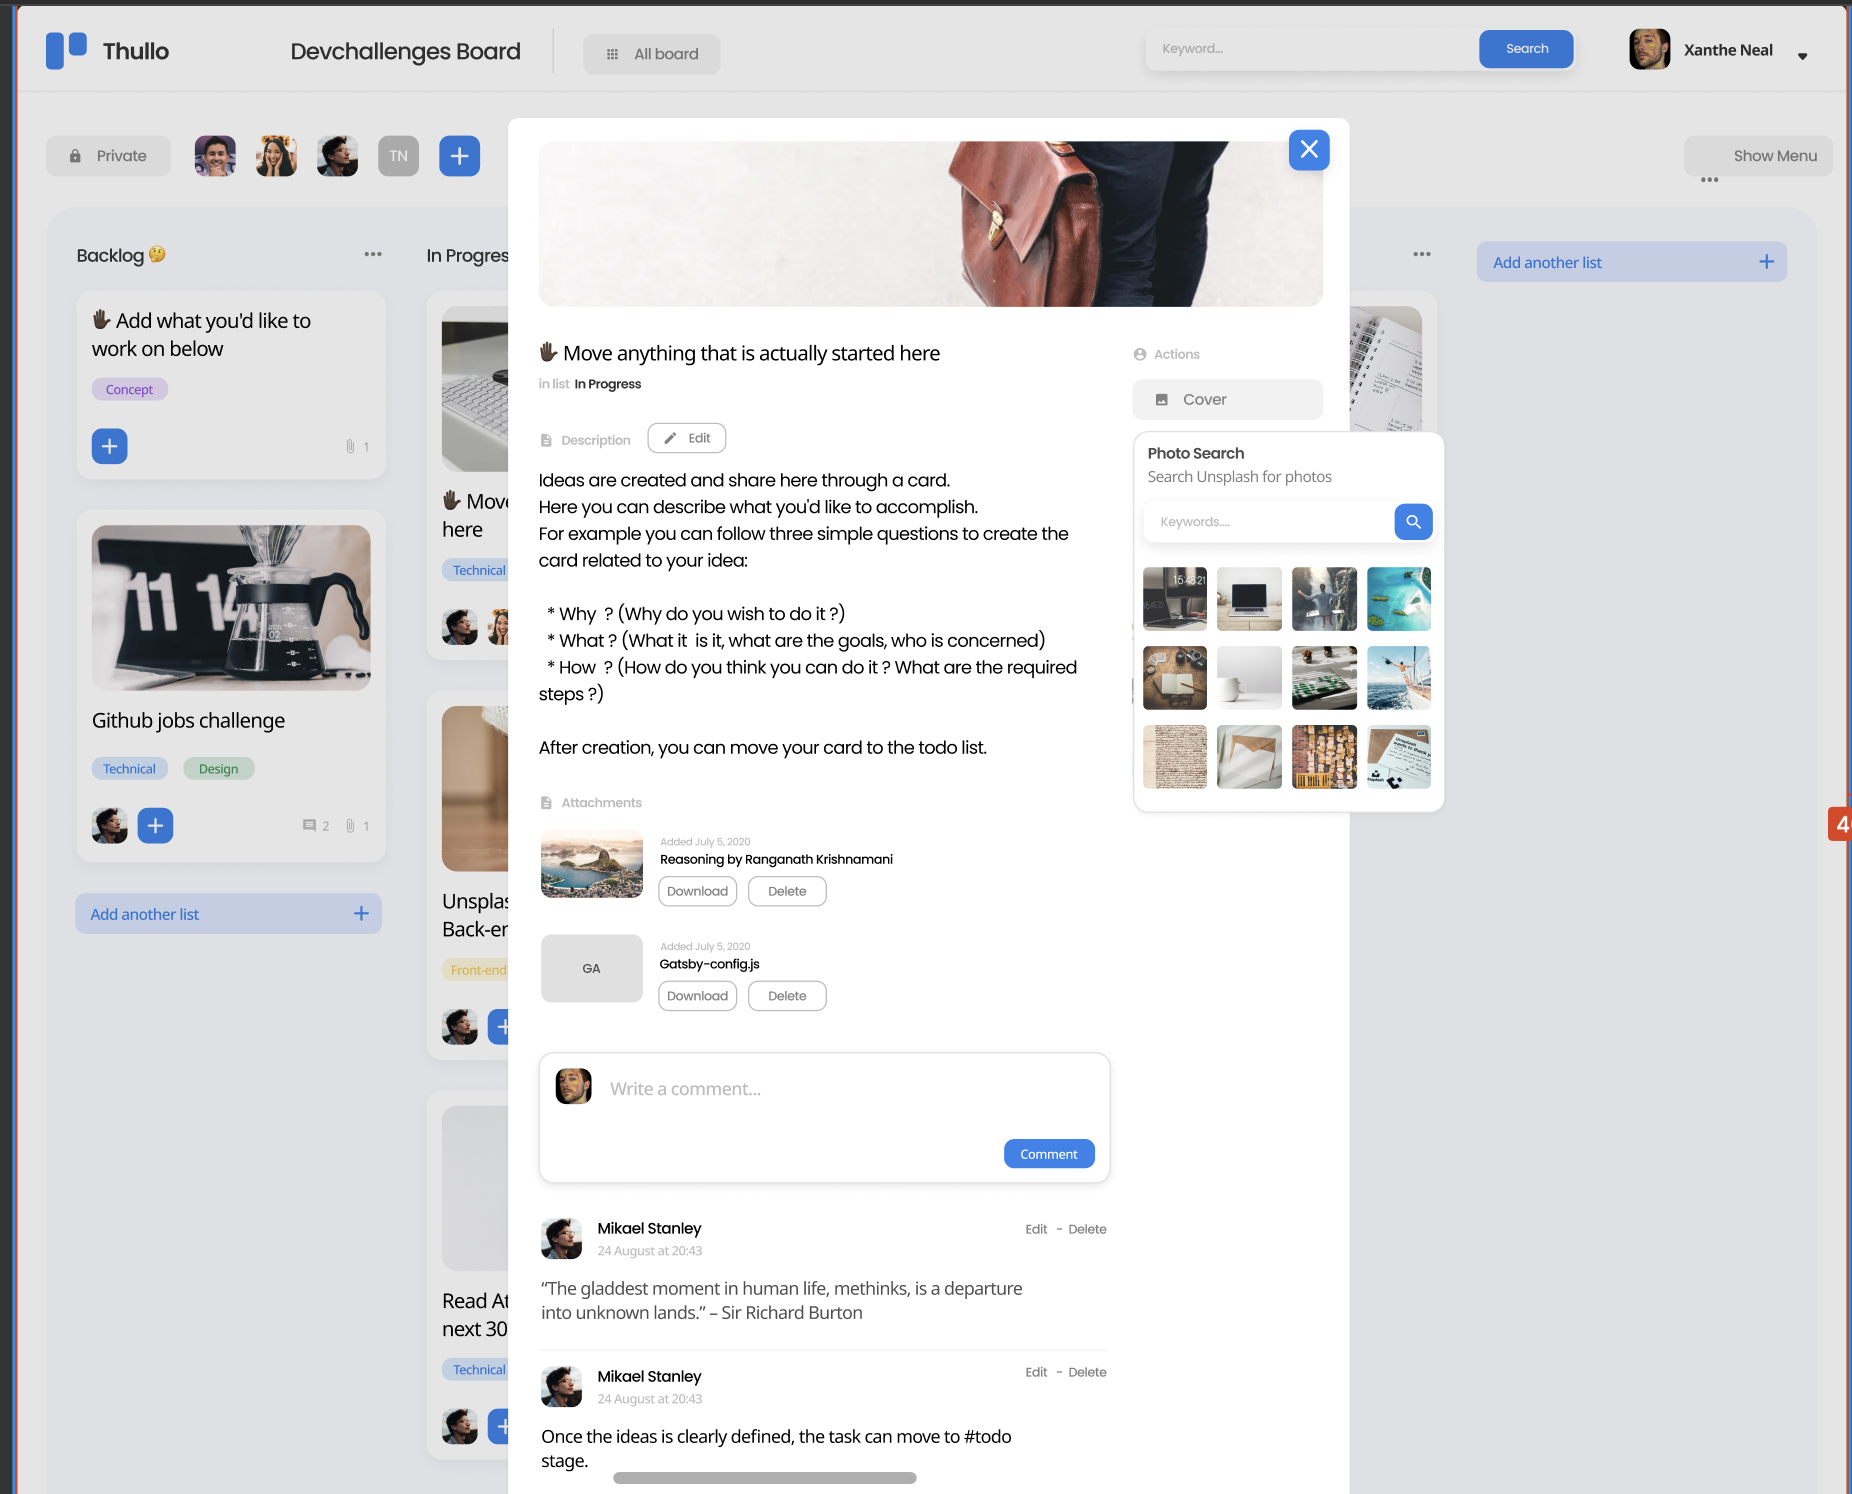 Thullo
Devchallenges Board
All board
Keyword...
Search
Xanthe Neal
Private
TN
Show Menu
Backlog 🤔
In Progres
Add another list
🖐🏿 Add what you'd like to
work on below
Concept
1
11 14
02
Github jobs challenge
Technical
Design
2
1
Add another list
🖐🏿 Move
here
Technical
Unsplas
Back-en
Front-end
Read At
next 30
Technical
🖐🏿 Move anything that is actually started here
in list In Progress
Description
Edit
Ideas are created and share here through a card.
Here you can describe what you'd like to accomplish.
For example you can follow three simple questions to create the
card related to your idea:
* Why ? (Why do you wish to do it ?)
* What ? (What it is it, what are the goals, who is concerned)
* How ? (How do you think you can do it ? What are the required
steps ?)
After creation, you can move your card to the todo list.
Attachments
Added July 5, 2020
Reasoning by Ranganath Krishnamani
Download
Delete
GA
Added July 5, 2020
Gatsby-config.js
Download
Delete
Write a comment...
Comment
Mikael Stanley
24 August at 20:43
Edit - Delete
“The gladdest moment in human life, methinks, is a departure
into unknown lands.” – Sir Richard Burton
Mikael Stanley
24 August at 20:43
Edit - Delete
Once the ideas is clearly defined, the task can move to #todo
stage.
Actions
Cover
Photo Search
Search Unsplash for photos
Keywords....
15:48:21